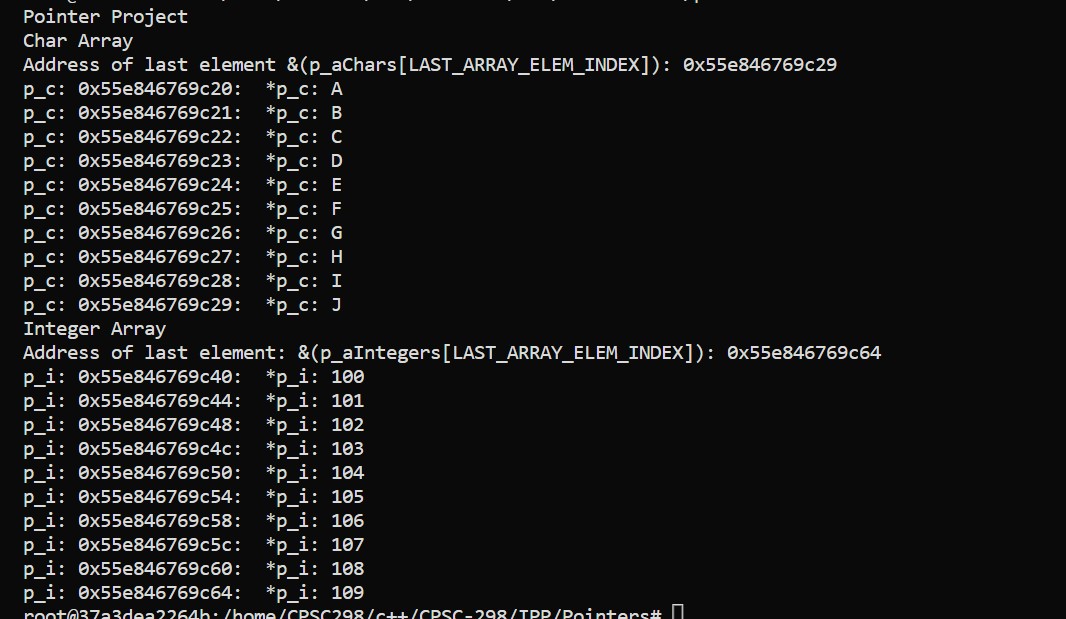 Pointer Project
Char Array
Address of last element &(p_aChars[LAST_ARRAY_ELEM_INDEX]): 0x55e846769c29
p_c: 0x55e846769c20:  *p_c: A
p_c: 0x55e846769c21:  *p_c: B
p_c: 0x55e846769c22:  *p_c: C
p_c: 0x55e846769c23:  *p_c: D
p_c: 0x55e846769c24:  *p_c: E
p_c: 0x55e846769c25:  *p_c: F
p_c: 0x55e846769c26:  *p_c: G
p_c: 0x55e846769c27:  *p_c: H
p_c: 0x55e846769c28:  *p_c: I
p_c: 0x55e846769c29:  *p_c: J
Integer Array
Address of last element: &(p_aIntegers[LAST_ARRAY_ELEM_INDEX]): 0x55e846769c64
p_i: 0x55e846769c40:  *p_i: 100
p_i: 0x55e846769c44:  *p_i: 101
p_i: 0x55e846769c48:  *p_i: 102
p_i: 0x55e846769c4c:  *p_i: 103
p_i: 0x55e846769c50:  *p_i: 104
p_i: 0x55e846769c54:  *p_i: 105
p_i: 0x55e846769c58:  *p_i: 106
p_i: 0x55e846769c5c:  *p_i: 107
p_i: 0x55e846769c60:  *p_i: 108
p_i: 0x55e846769c64:  *p_i: 109
root@37a3dea2264b:/home/CPSC298/c++/CPSC-298/IPP/Pointers#